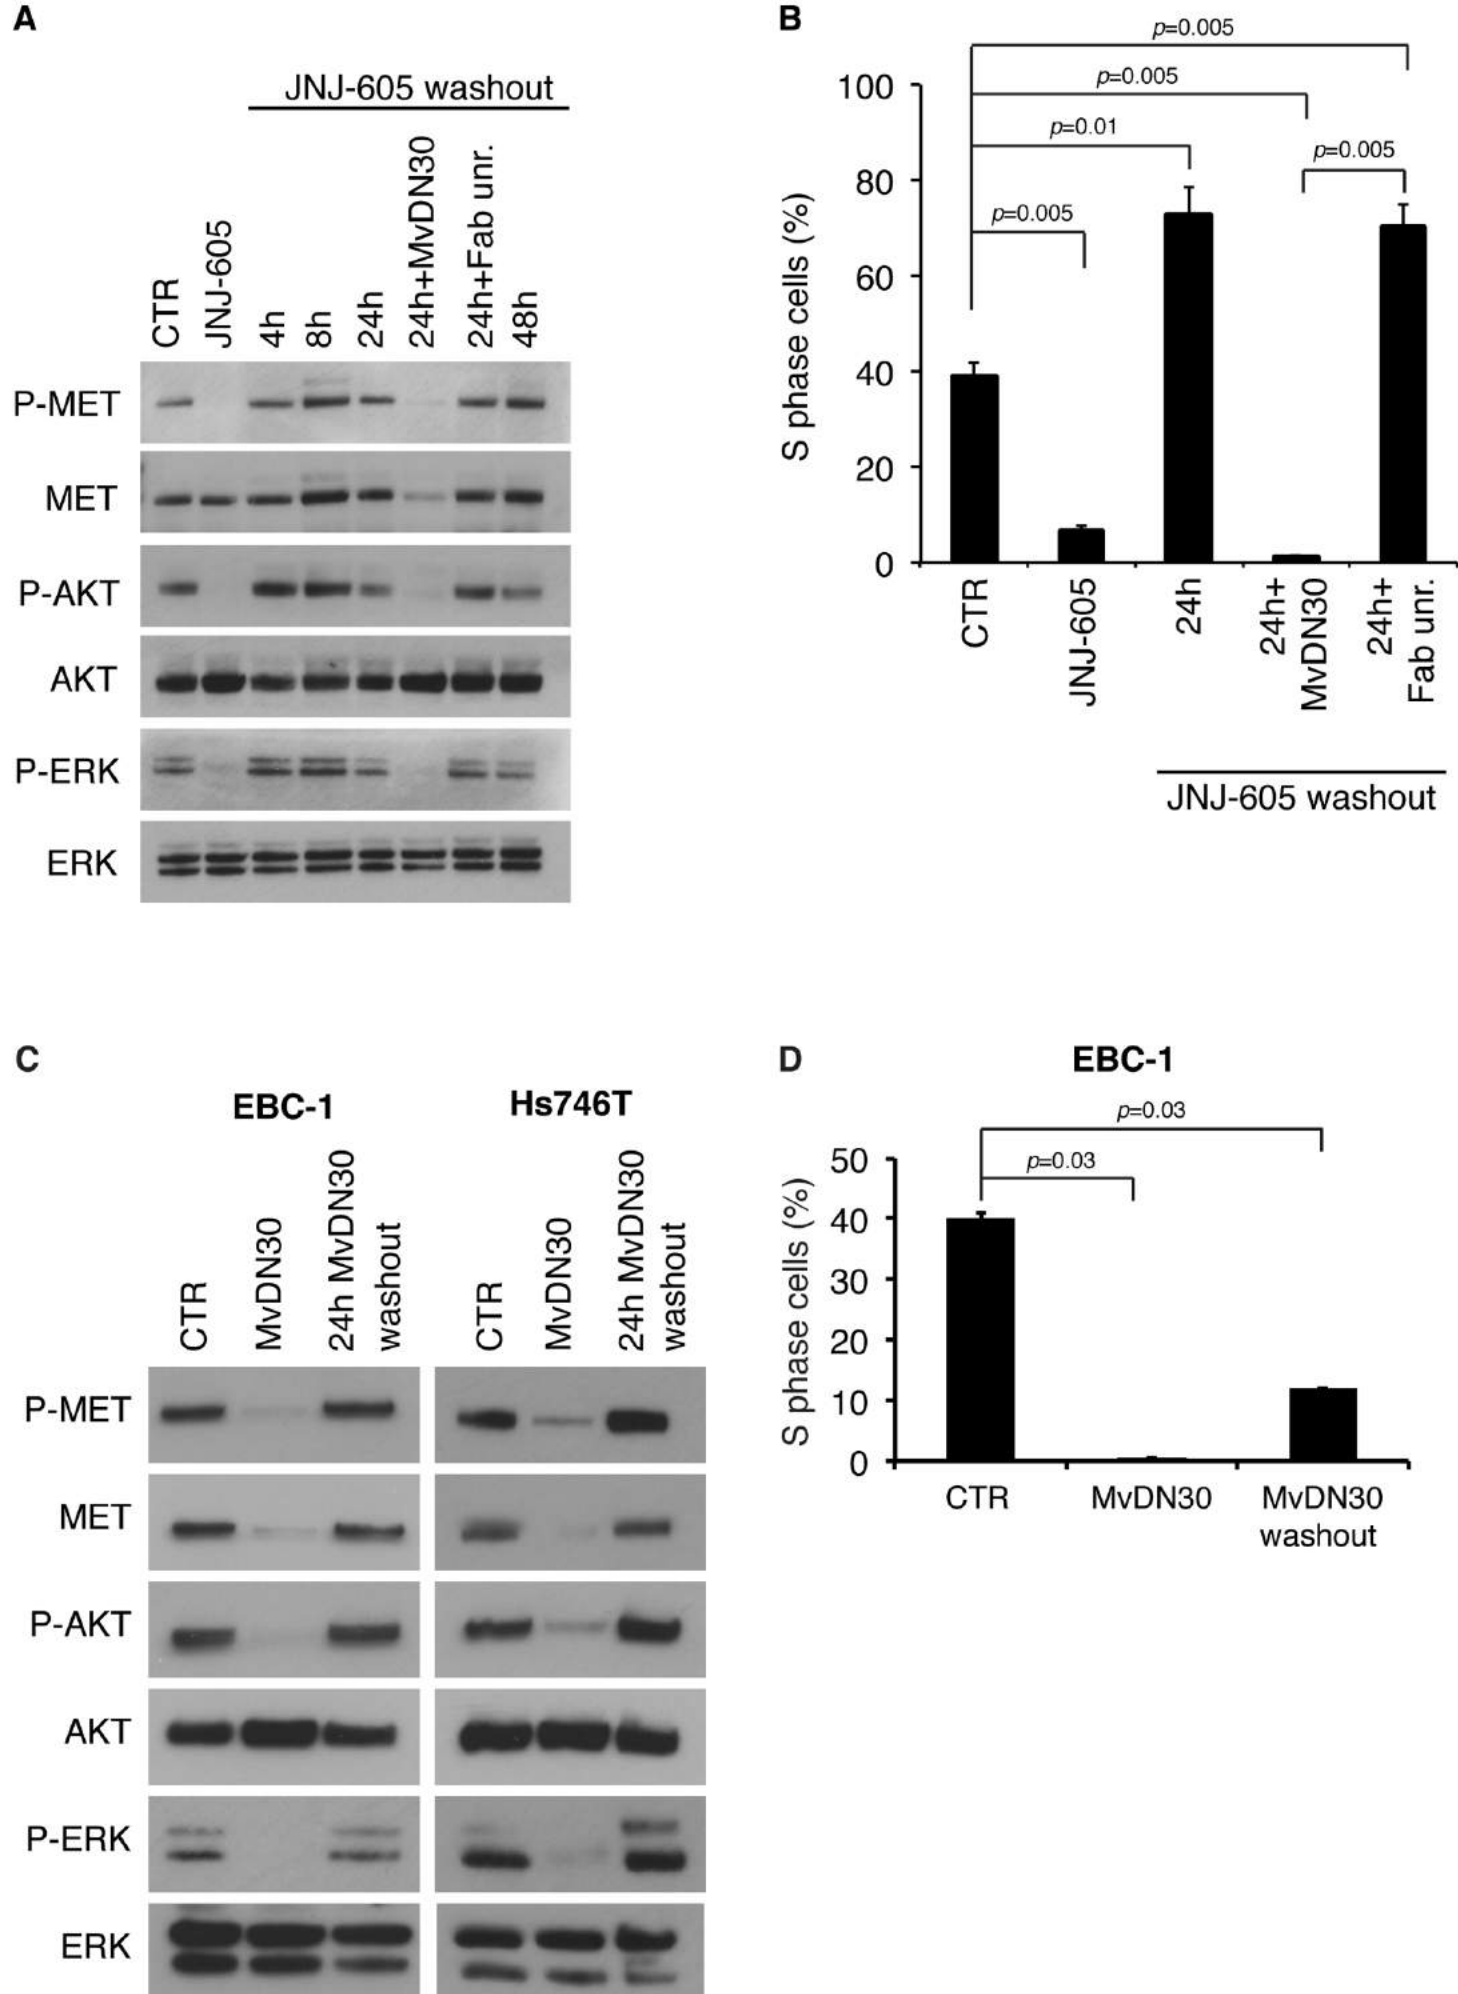 A
JNJ-605 washout
CTR
JNJ-605
4h
8h
24h
24h+MvDN30
24h+Fab unr.
48h
P-MET
MET
P-AKT
AKT
P-ERK
ERK
B
p=0.005
p=0.005
p=0.01
p=0.005
p=0.005
S phase cells (%)
100
80
60
40
20
0
CTR
JNJ-605
24h
24h+
MvDN30
24h+
Fab unr.
JNJ-605 washout
C
EBC-1
Hs746T
CTR
MvDN30
24h MvDN30
washout
CTR
MvDN30
24h MvDN30
washout
P-MET
MET
P-AKT
AKT
P-ERK
ERK
D
EBC-1
p=0.03
p=0.03
S phase cells (%)
50
40
30
20
10
0
CTR
MvDN30
MvDN30
washout